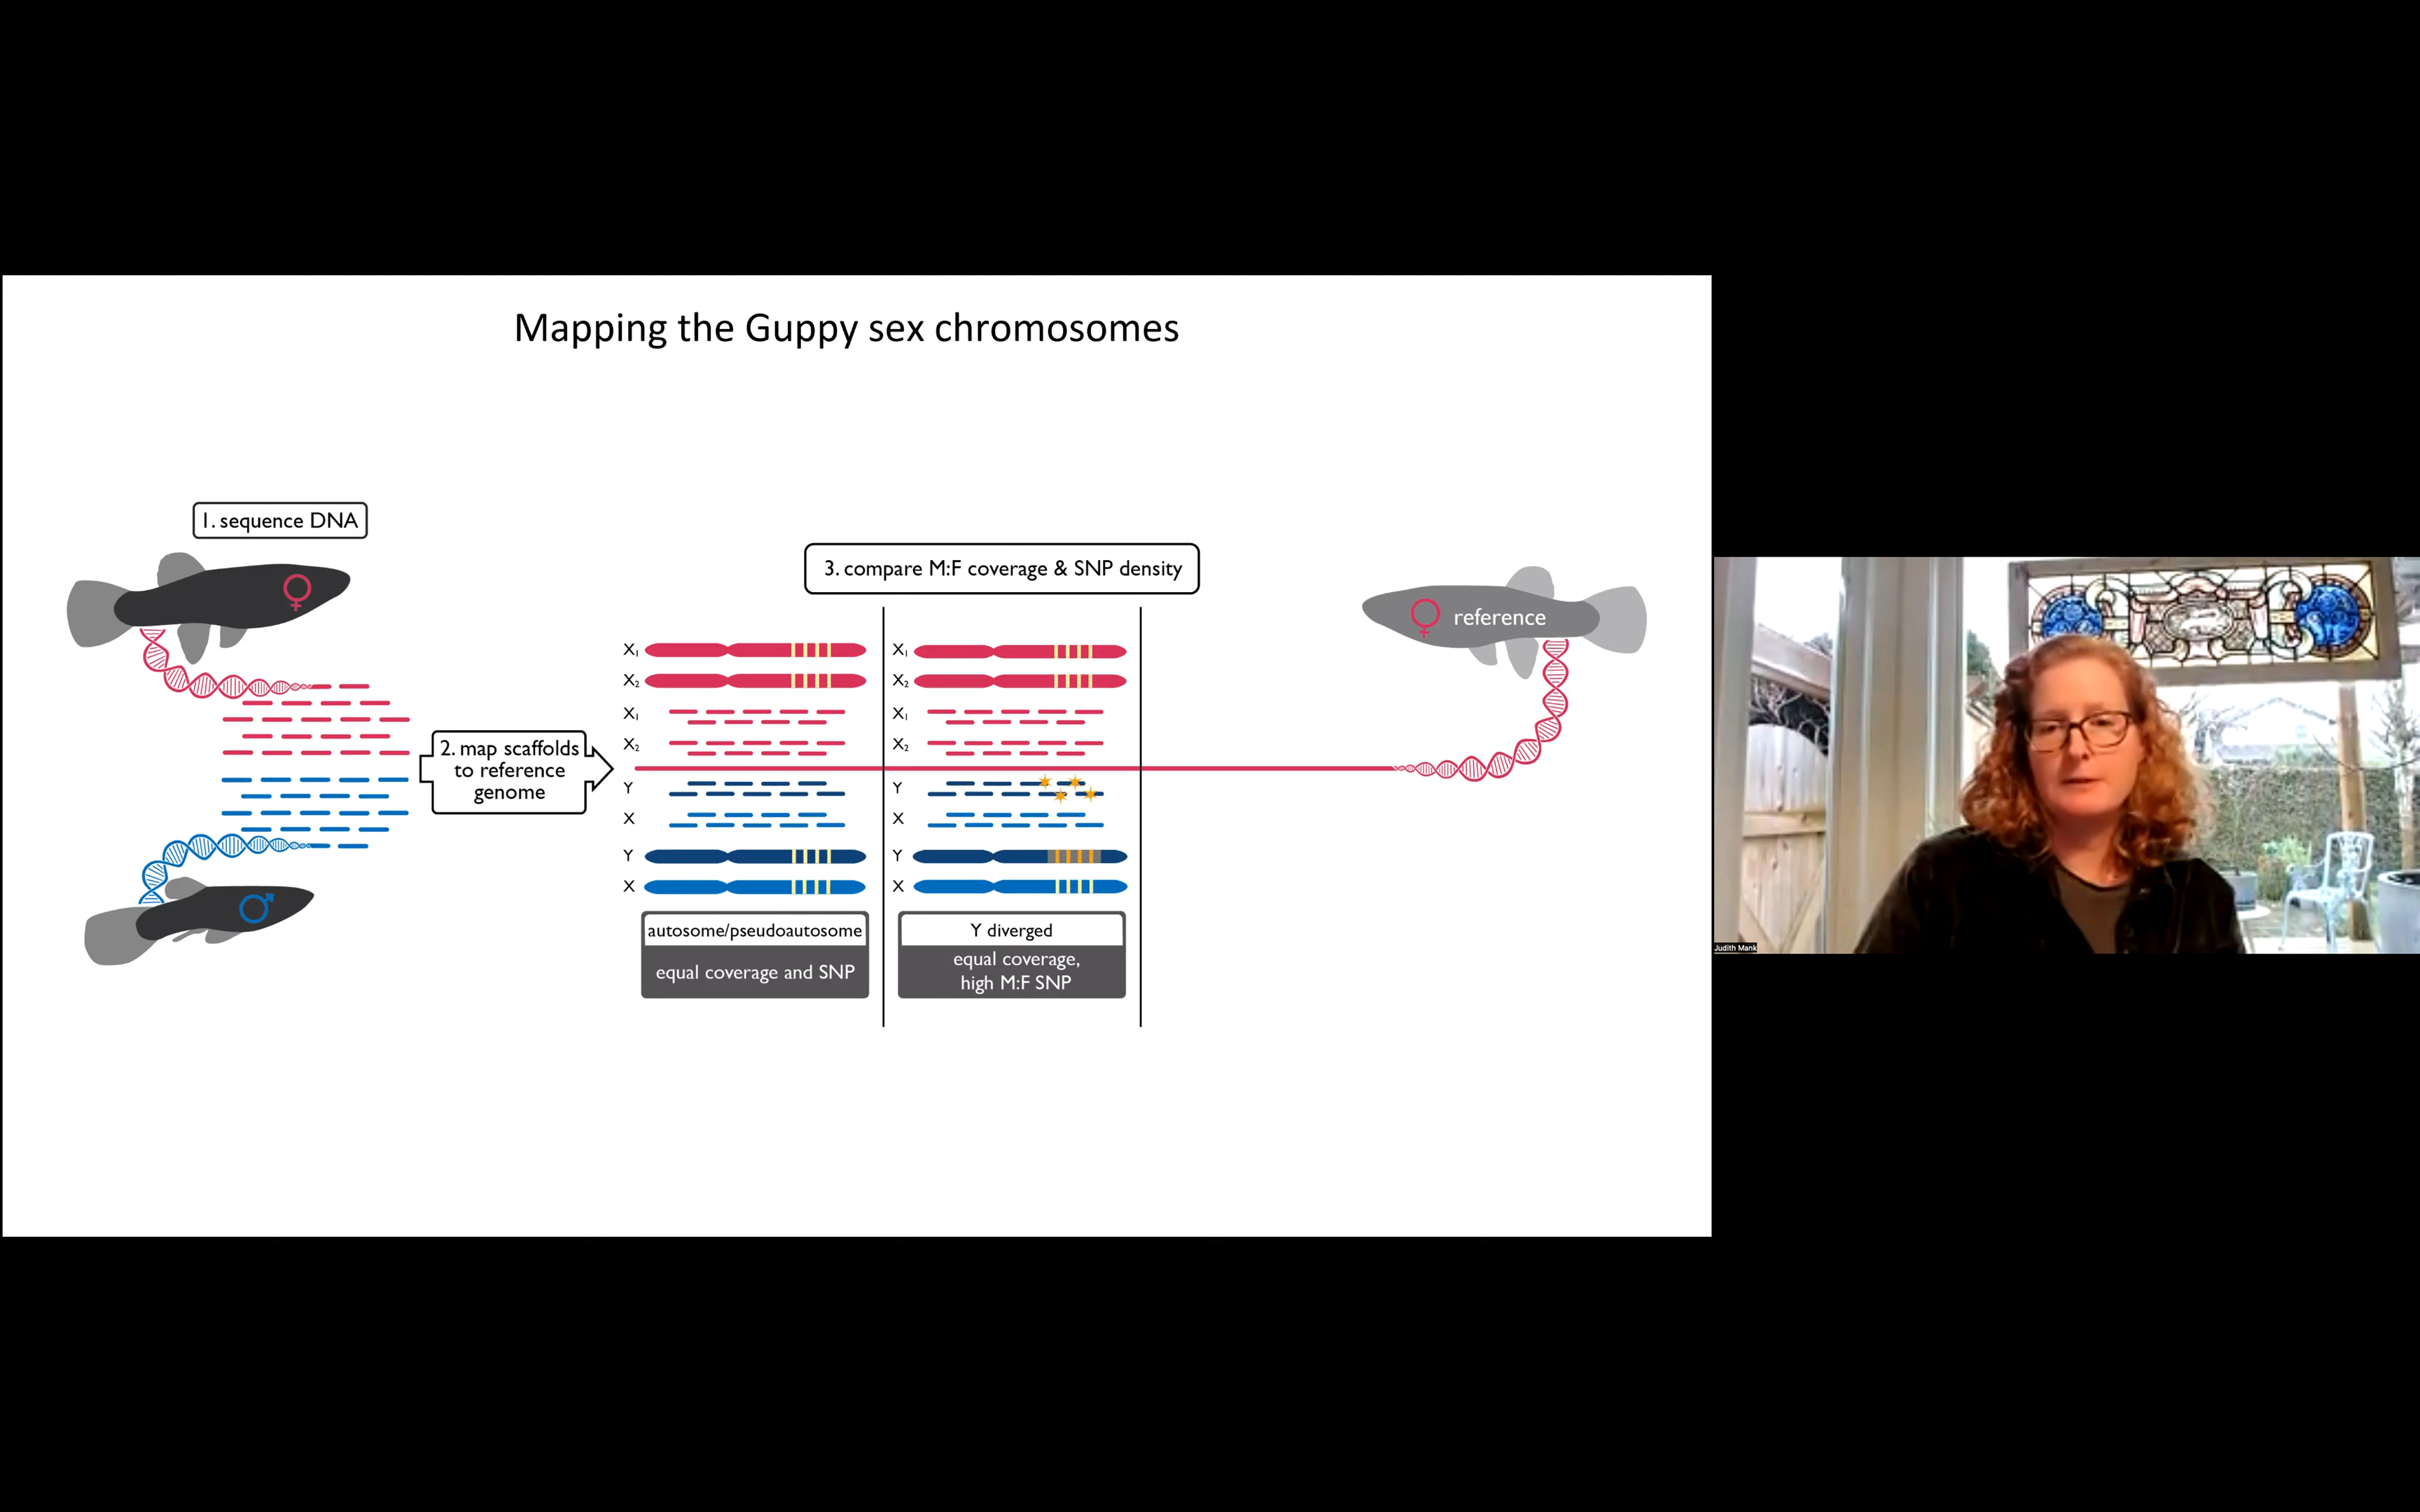 Mapping the Guppy sex chromosomes
1. sequence DNA
♀
2. map scaffolds
to reference
genome
♂
3. compare M:F coverage & SNP density
X₁
X₂
X₁
X₂
Y
X
Y
X
autosome/pseudoautosome
equal coverage and SNP
X₁
X₂
X₁
X₂
Y
X
Y
X
Y diverged
equal coverage,
high M:F SNP
♀ reference
Judith Mank